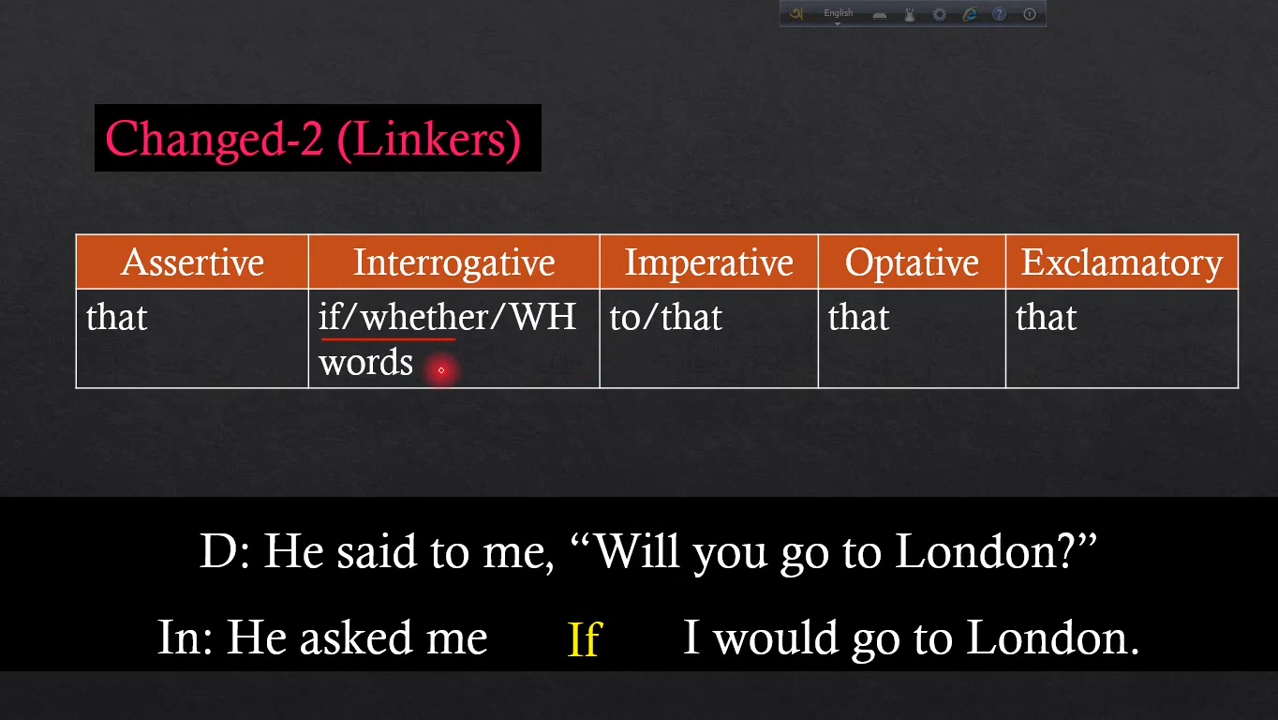 অ English
Changed-2 (Linkers)
Assertive Interrogative Imperative Optative Exclamatory
that if/whether/WH words to/that that that
D: He said to me, “Will you go to London?”
In: He asked me If I would go to London.